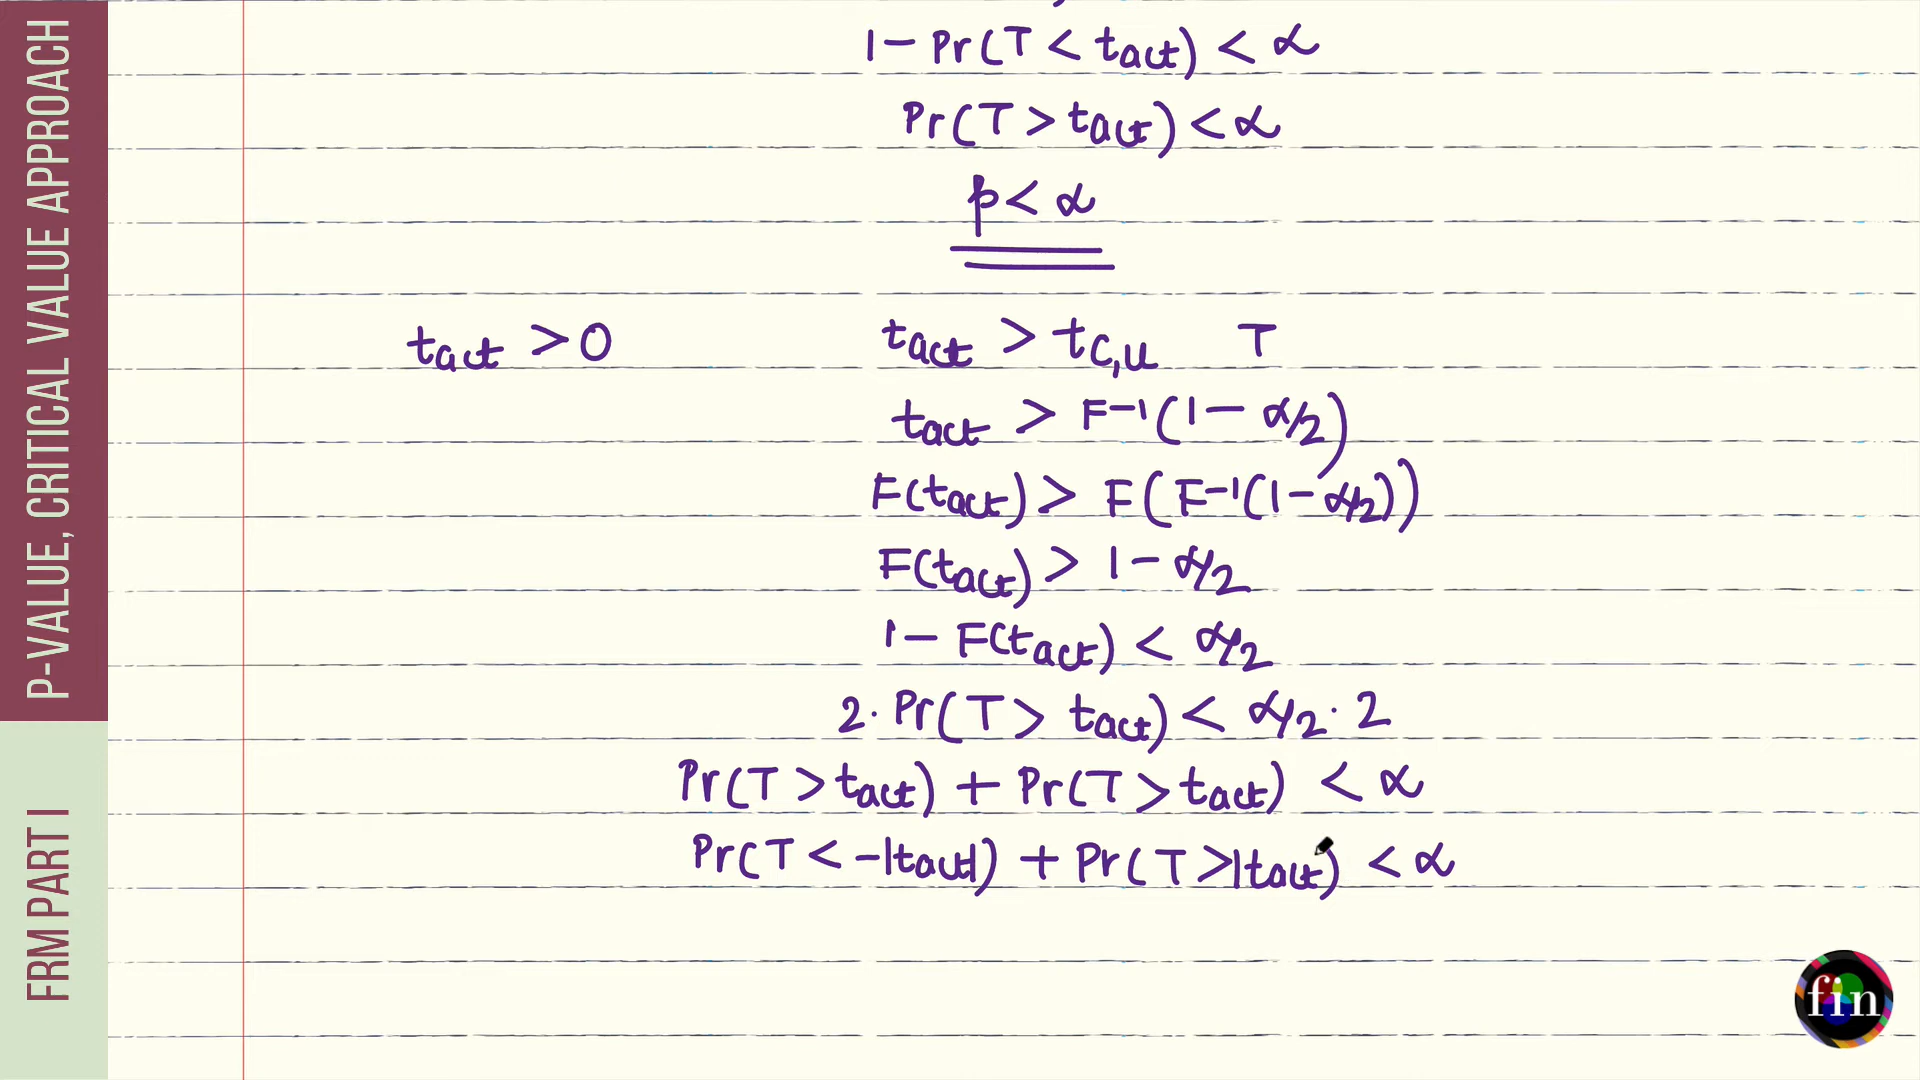 P-VALUE, CRITICAL VALUE APPROACH
FRM PART I
1 - Pr(T < tact) < α
Pr(T > tact) < α
p < α
tact > 0
tact > tc,u T
tact > F⁻¹(1 - α/2)
F(tact) > F(F⁻¹(1 - α/2))
F(tact) > 1 - α/2
1 - F(tact) < α/2
2. Pr(T > tact) < α/2 · 2
Pr(T > tact) + Pr(T > tact) < α
Pr(T < -|tact|) + Pr(T > |tact) < α
fin